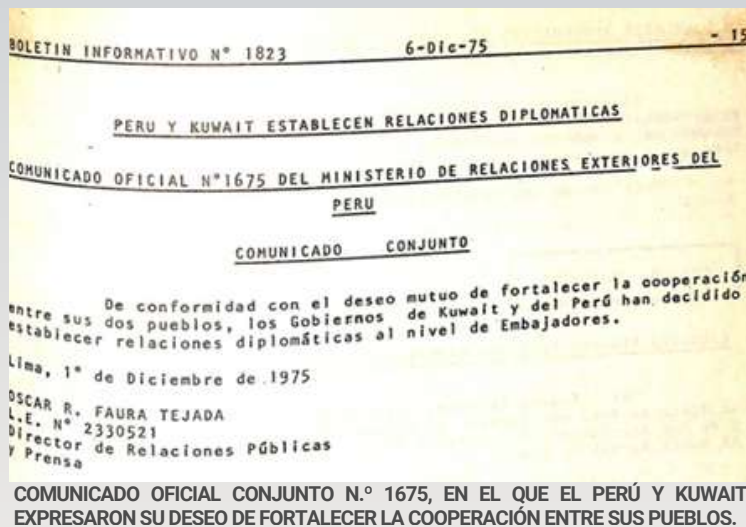 BOLETIN INFORMATIVO N° 1823 6-Dic-75 - 15
PERU Y KUWAIT ESTABLECEN RELACIONES DIPLOMATICAS
COMUNICADO OFICIAL N°1675 DEL MINISTERIO DE RELACIONES EXTERIORES DEL
PERU
COMUNICADO CONJUNTO
De conformidad con el deseo mutuo de fortalecer la cooperación
entre sus dos pueblos, los Gobiernos de Kuwait y del Perú han decidido
establecer relaciones diplomáticas al nivel de Embajadores.
Lima, 1° de Diciembre de 1975
OSCAR R. FAURA TEJADA
L.E. N° 2330521
Director de Relaciones Públicas
y Prensa
COMUNICADO OFICIAL CONJUNTO N.º 1675, EN EL QUE EL PERÚ Y KUWAIT
EXPRESARON SU DESEO DE FORTALECER LA COOPERACIÓN ENTRE SUS PUEBLOS.